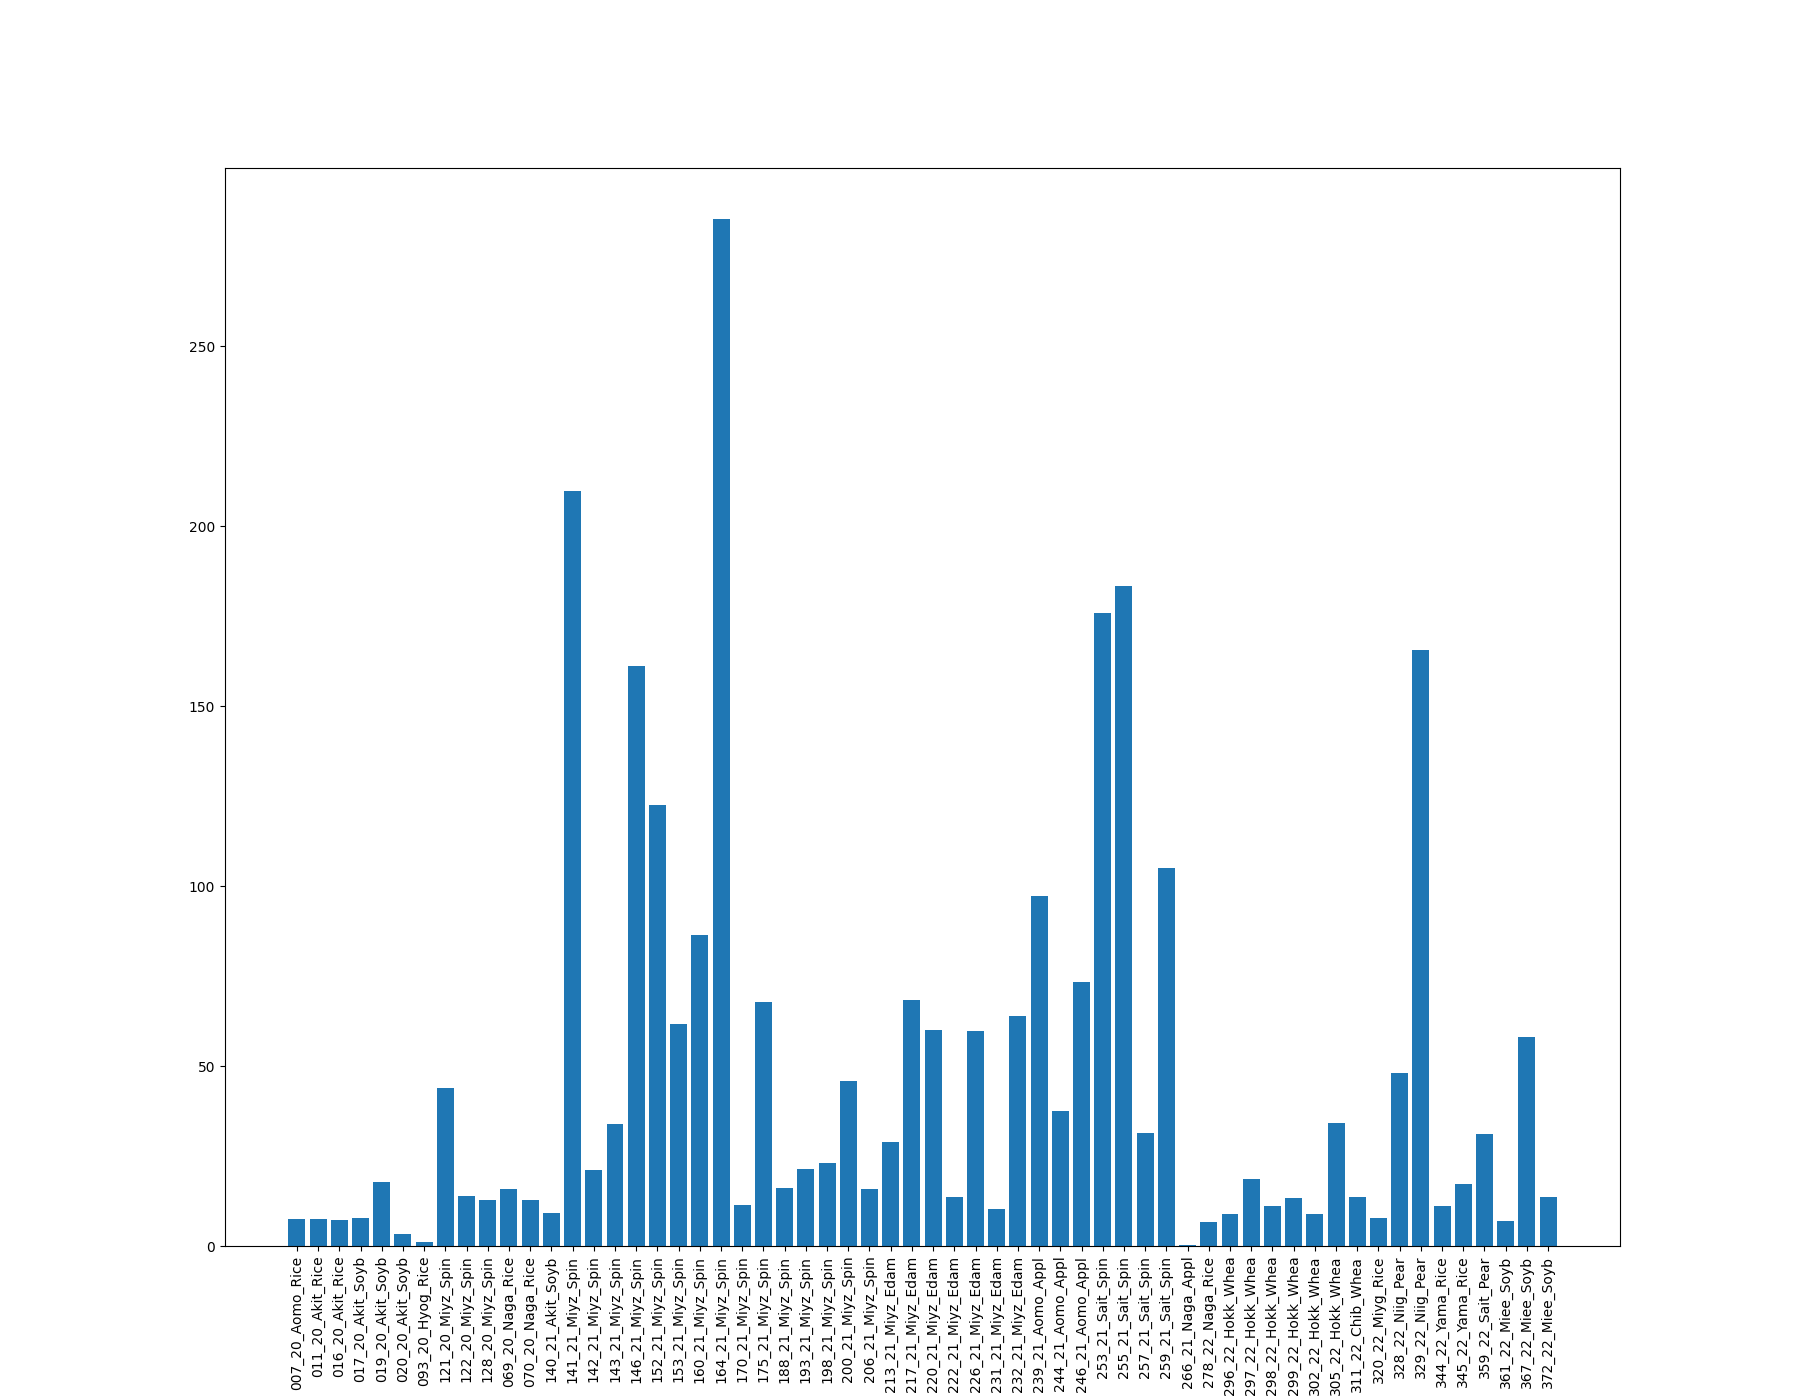 250
200
150
100
50
0
007_20_Aomo_Rice
011_20_Akit_Rice
016_20_Akit_Rice
017_20_Akit_Soyb
019_20_Akit_Soyb
020_20_Akit_Soyb
093_20_Hyog_Rice
121_20_Miyz_Spin
122_20_Miyz_Spin
128_20_Miyz_Spin
069_20_Naga_Rice
070_20_Naga_Rice
140_21_Akit_Soyb
141_21_Miyz_Spin
142_21_Miyz_Spin
143_21_Miyz_Spin
146_21_Miyz_Spin
152_21_Miyz_Spin
153_21_Miyz_Spin
160_21_Miyz_Spin
164_21_Miyz_Spin
170_21_Miyz_Spin
175_21_Miyz_Spin
188_21_Miyz_Spin
193_21_Miyz_Spin
198_21_Miyz_Spin
200_21_Miyz_Spin
206_21_Miyz_Spin
213_21_Miyz_Edam
217_21_Miyz_Edam
220_21_Miyz_Edam
222_21_Miyz_Edam
226_21_Miyz_Edam
231_21_Miyz_Edam
232_21_Miyz_Edam
239_21_Aomo_Appl
244_21_Aomo_Appl
246_21_Aomo_Appl
253_21_Sait_Spin
255_21_Sait_Spin
257_21_Sait_Spin
259_21_Sait_Spin
266_21_Naga_Appl
278_22_Naga_Rice
296_22_Hokk_Whea
297_22_Hokk_Whea
298_22_Hokk_Whea
299_22_Hokk_Whea
302_22_Hokk_Whea
305_22_Hokk_Whea
311_22_Chib_Whea
320_22_Miyg_Rice
328_22_Niig_Pear
329_22_Niig_Pear
344_22_Yama_Rice
345_22_Yama_Rice
359_22_Sait_Pear
361_22_Miee_Soyb
367_22_Miee_Soyb
372_22_Miee_Soyb